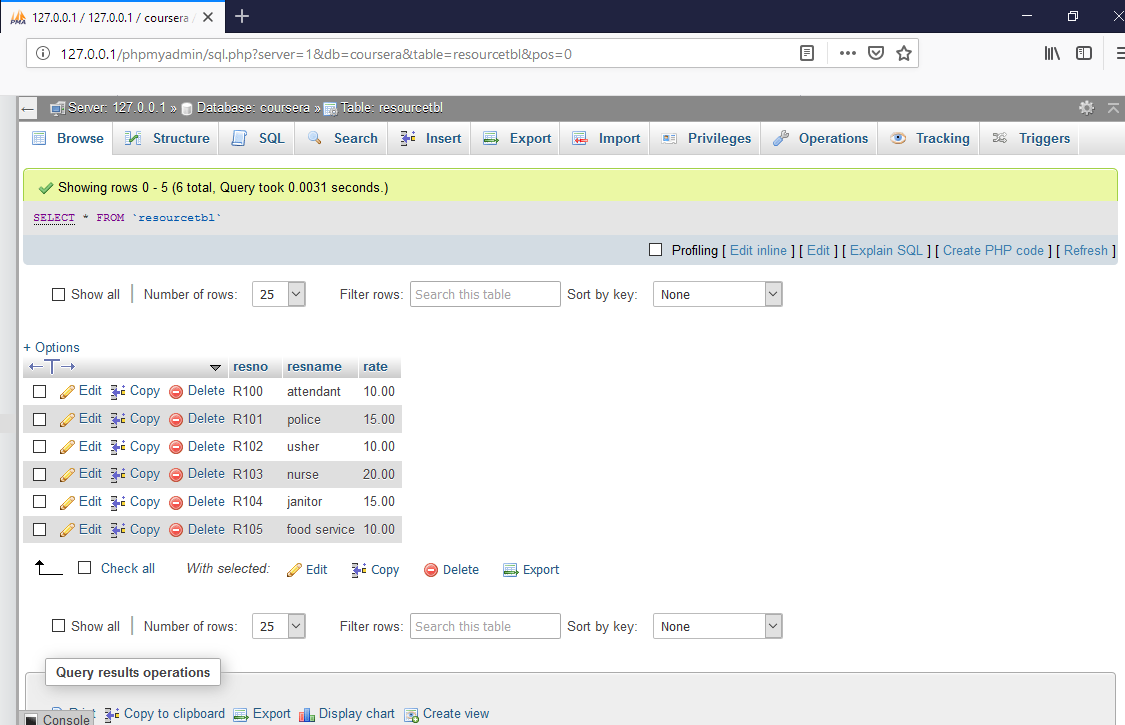 PMA 127.0.0.1 / 127.0.0.1 / coursera
127.0.0.1/phpmyadmin/sql.php?server=1&db=coursera&table=resourcetbl&pos=0
Server: 127.0.0.1 » Database: coursera » Table: resourcetbl
Browse Structure SQL Search Insert Export Import Privileges Operations Tracking Triggers
Showing rows 0 - 5 (6 total, Query took 0.0031 seconds.)
SELECT * FROM `resourcetbl`
Profiling [ Edit inline ] [ Edit ] [ Explain SQL ] [ Create PHP code ] [ Refresh ]
Show all Number of rows: 25 Filter rows: Search this table Sort by key: None
+ Options
←T→ resno resname rate
Edit Copy Delete R100 attendant 10.00
Edit Copy Delete R101 police 15.00
Edit Copy Delete R102 usher 10.00
Edit Copy Delete R103 nurse 20.00
Edit Copy Delete R104 janitor 15.00
Edit Copy Delete R105 food service 10.00
Check all With selected: Edit Copy Delete Export
Show all Number of rows: 25 Filter rows: Search this table Sort by key: None
Query results operations
Copy to clipboard Export Display chart Create view
Console